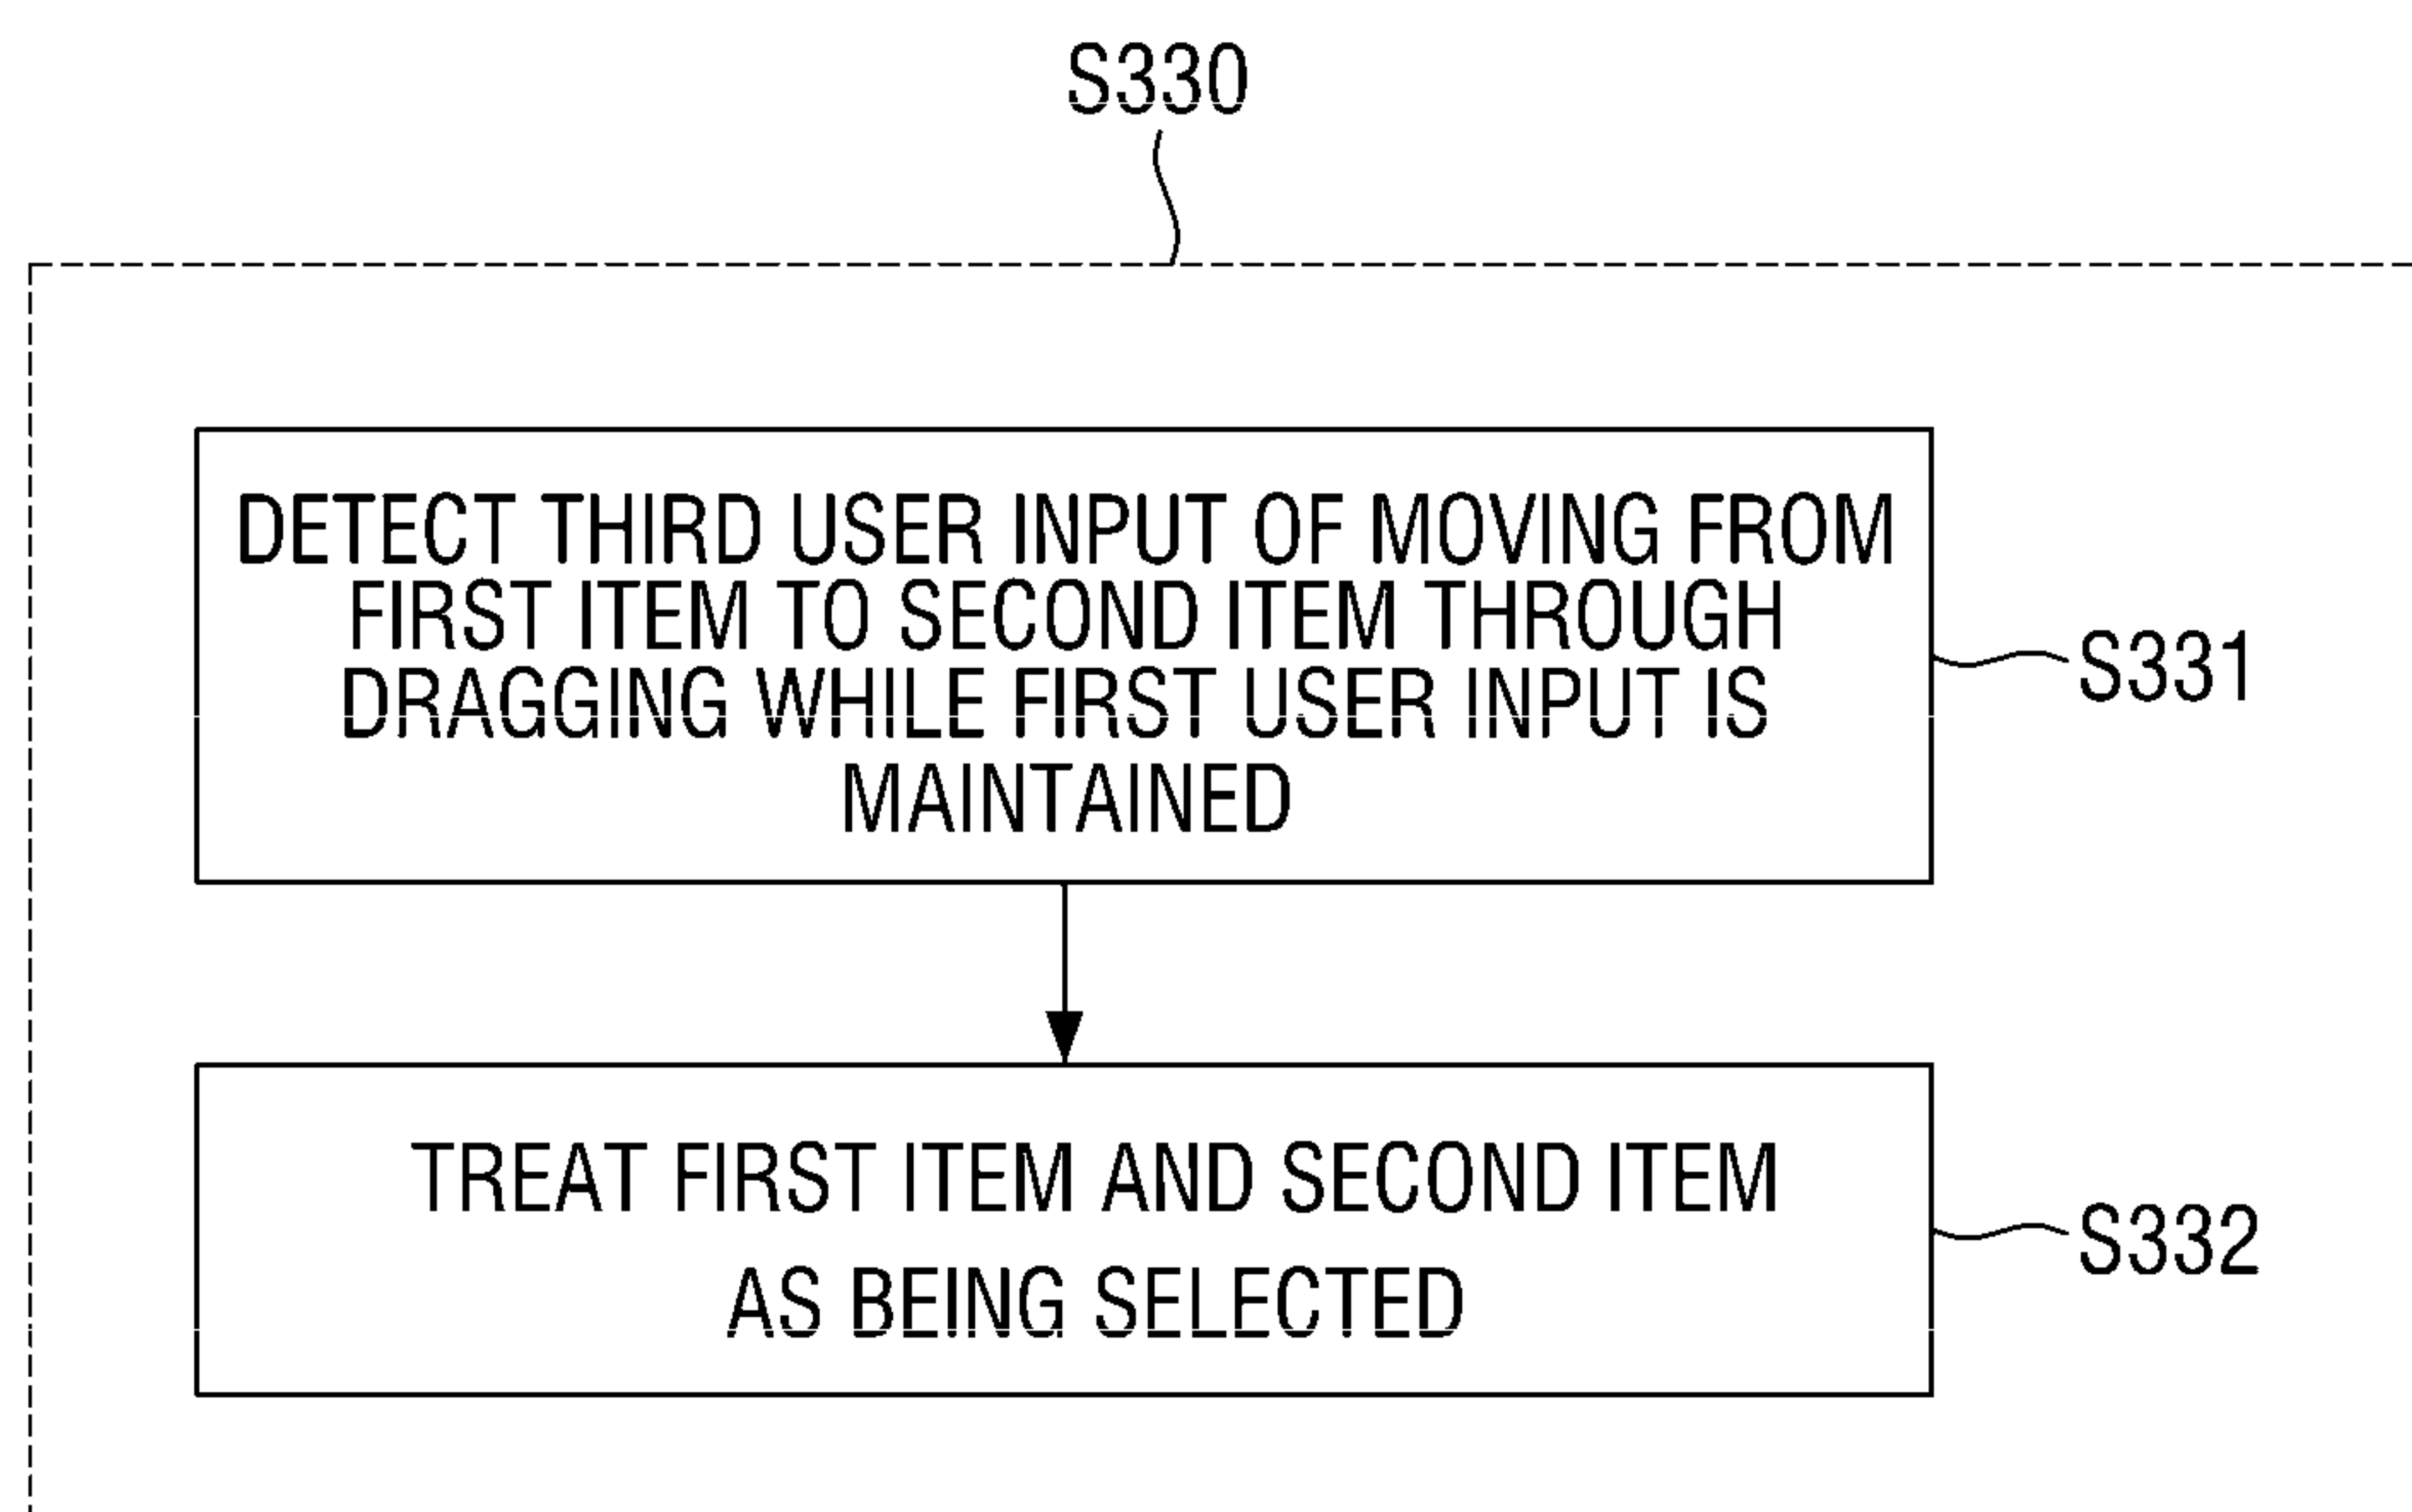 S330
DETECT THIRD USER INPUT OF MOVING FROM
FIRST ITEM TO SECOND ITEM THROUGH
DRAGGING WHILE FIRST USER INPUT IS
MAINTAINED
S331
TREAT FIRST ITEM AND SECOND ITEM
AS BEING SELECTED
S332